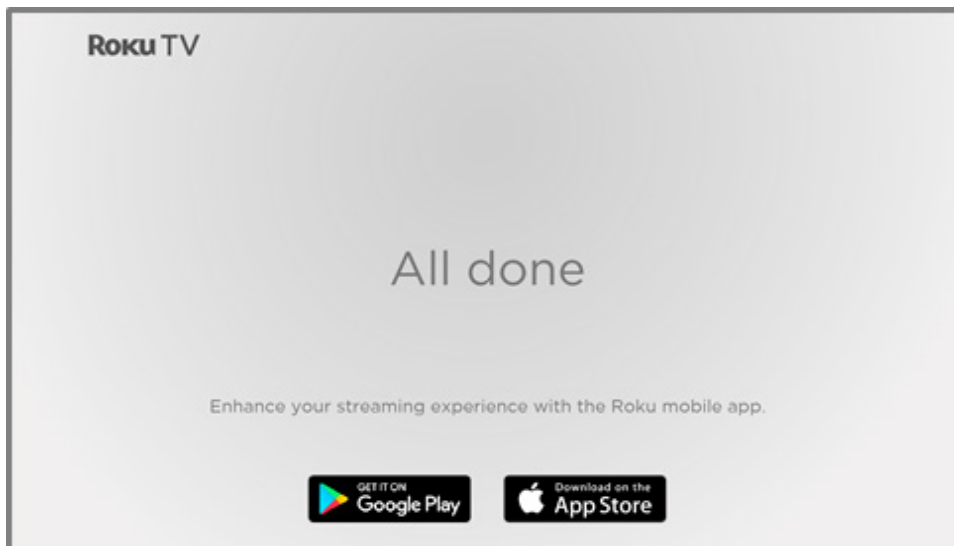 Roku TV
All done
Enhance your streaming experience with the Roku mobile app.
GET IT ON
Google Play
Download on the
App Store